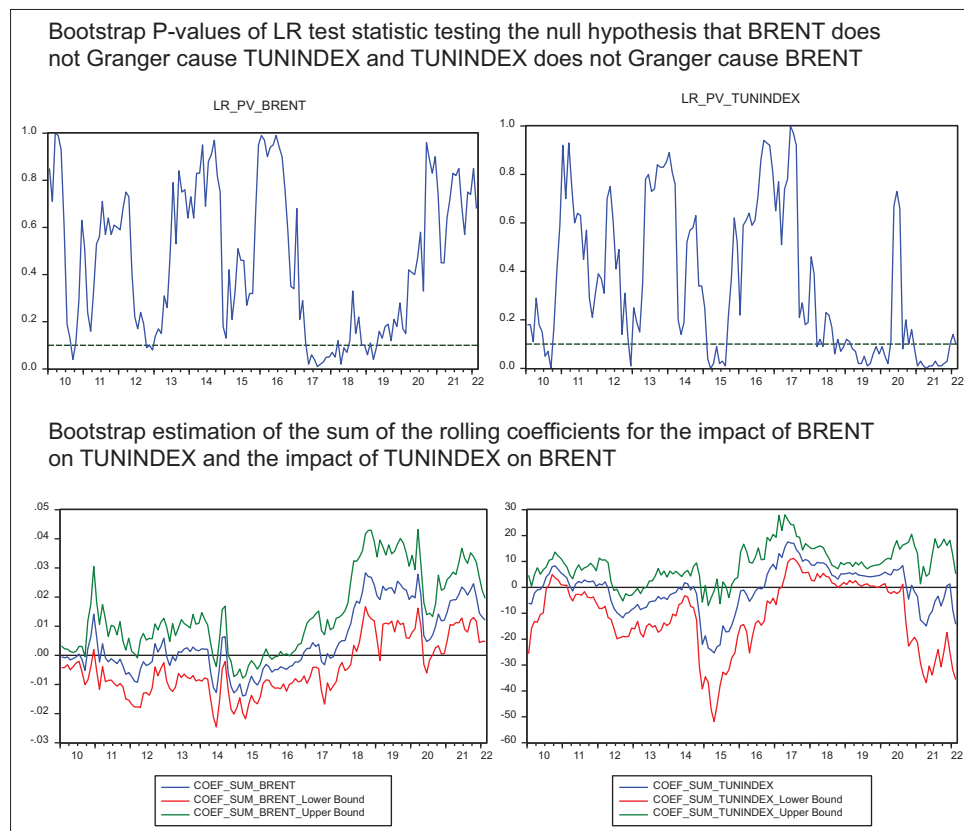 Bootstrap P-values of LR test statistic testing the null hypothesis that BRENT does
not Granger cause TUNINDEX and TUNINDEX does not Granger cause BRENT
LR_PV_BRENT
1.0
0.8
0.6
0.4
0.2
0.0
10 11 12 13 14 15 16 17 18 19 20 21 22
LR_PV_TUNINDEX
1.0
0.8
0.6
0.4
0.2
0.0
10 11 12 13 14 15 16 17 18 19 20 21 22
Bootstrap estimation of the sum of the rolling coefficients for the impact of BRENT
on TUNINDEX and the impact of TUNINDEX on BRENT
.05
.04
.03
.02
.01
.00
-.01
-.02
-.03
10 11 12 13 14 15 16 17 18 19 20 21 22
COEF_SUM_BRENT
COEF_SUM_BRENT_Lower Bound
COEF_SUM_BRENT_Upper Bound
30
20
10
0
-10
-20
-30
-40
-50
-60
10 11 12 13 14 15 16 17 18 19 20 21 22
COEF_SUM_TUNINDEX
COEF_SUM_TUNINDEX_Lower Bound
COEF_SUM_TUNINDEX_Upper Bound